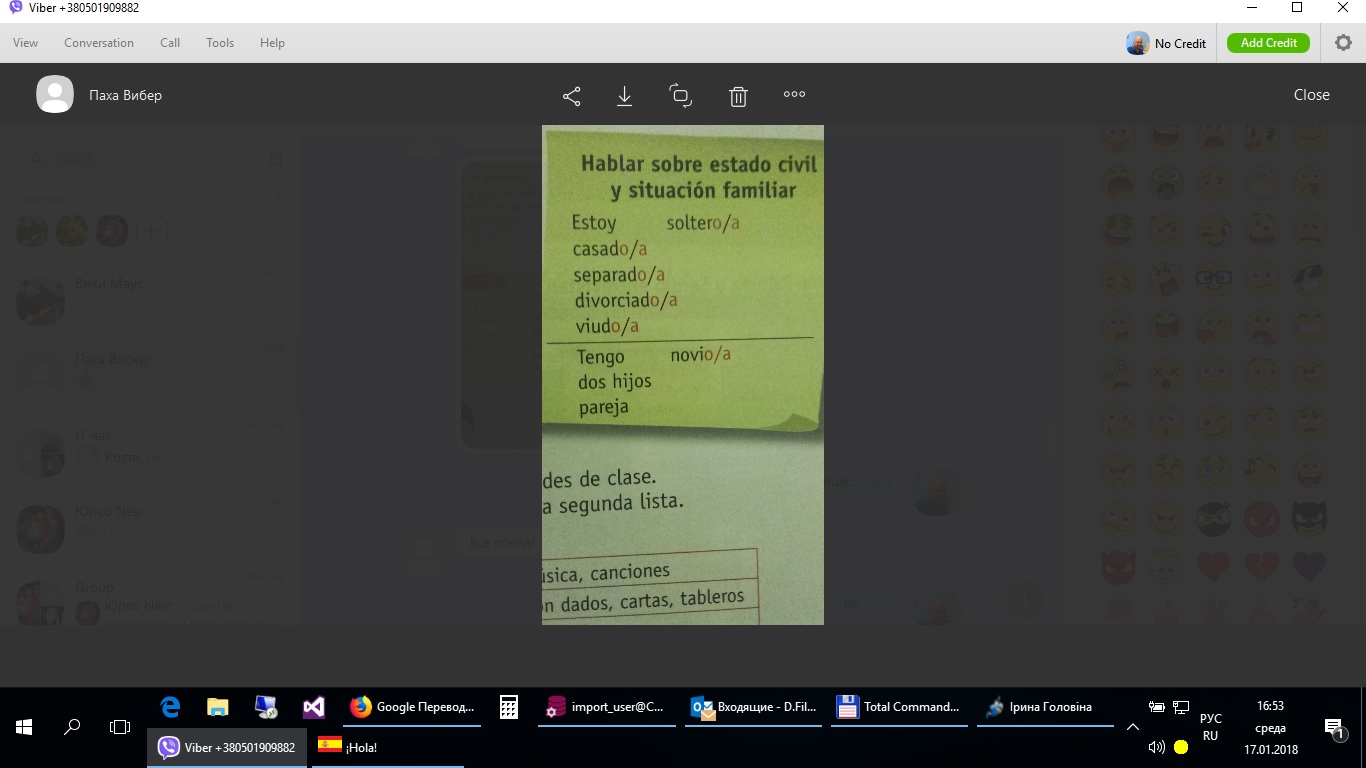 Viber +380501909882
View Conversation Call Tools Help
No Credit
Add Credit
Паха Вибер
Close
Hablar sobre estado civil
y situación familiar
Estoy soltero/a
casado/a
separado/a
divorciado/a
viudo/a
Tengo novio/a
dos hijos
pareja
des de clase.
a segunda lista.
úsica, canciones
on dados, cartas, tableros
Вики Маус
Паха Вибер
IT чат
Костя:
Юрко New
Group
Юрко New:
Все понял?
Google Перевод...
import_user@C...
Входящие - D.Fil...
Total Command...
Ірина Головіна
РУС
RU
16:53
среда
17.01.2018
1
Viber +380501909882
¡Hola!